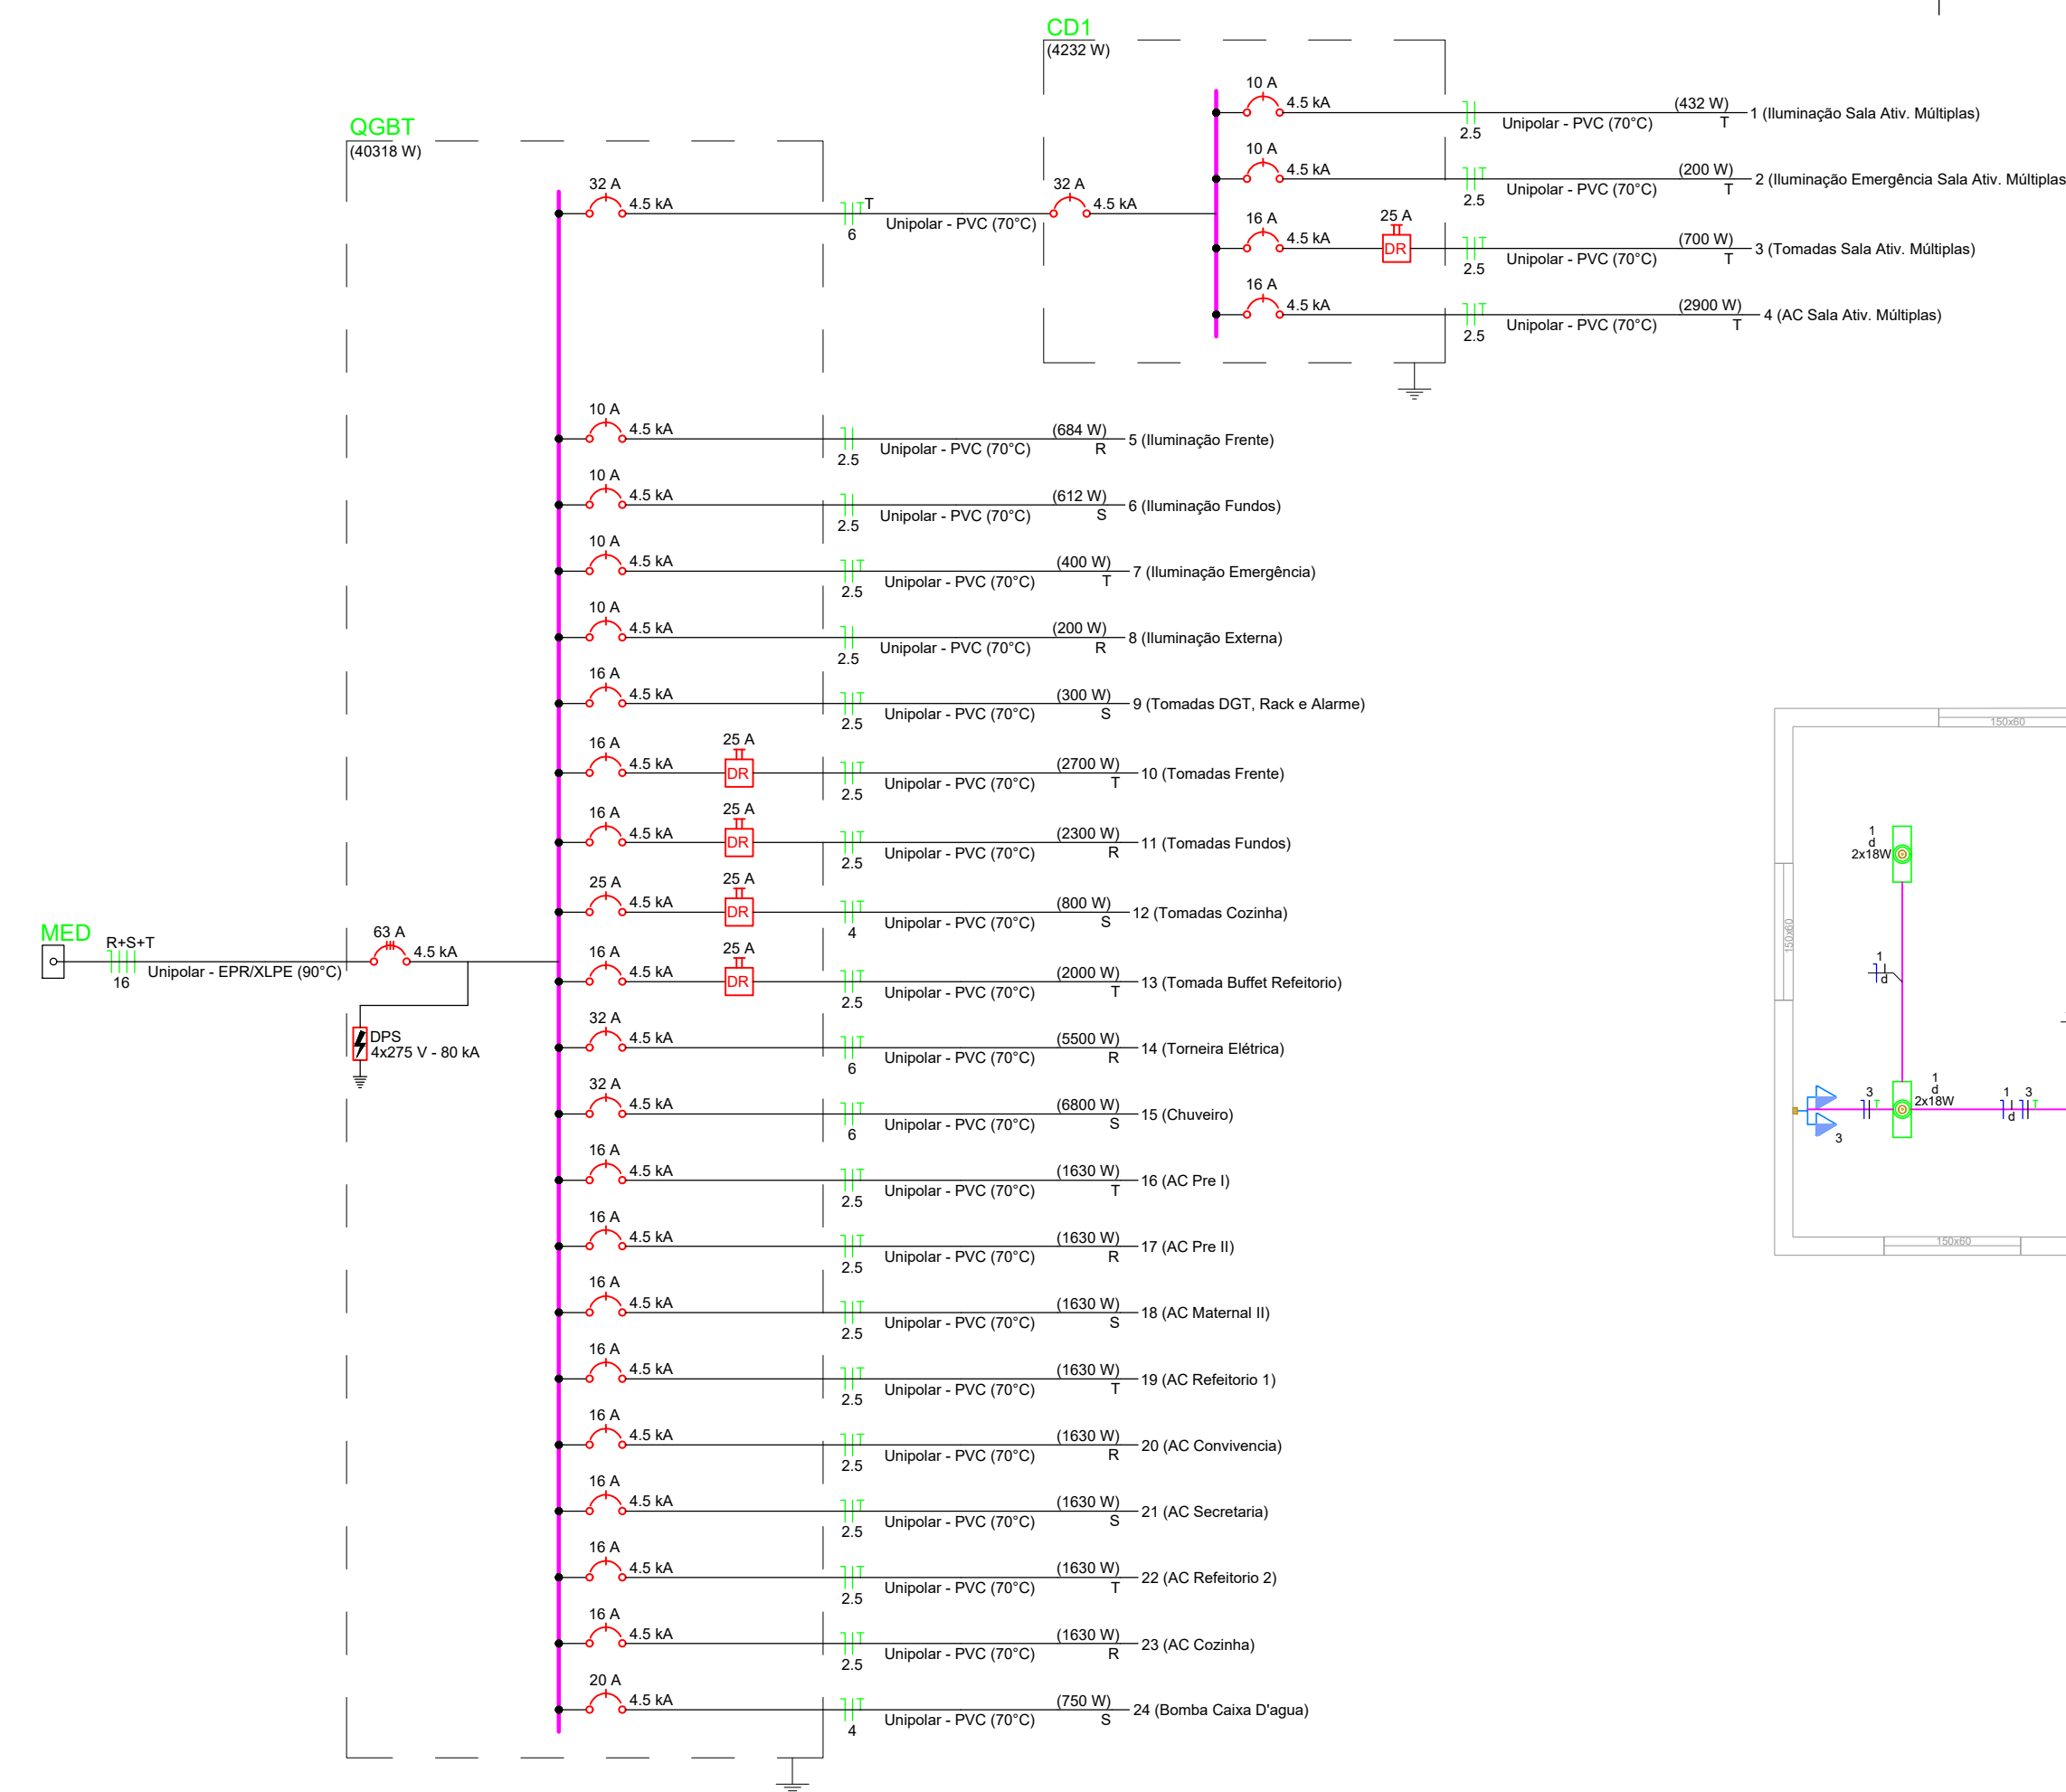 CD1
(4232 W)
10 A
4.5 kA
2.5
Unipolar - PVC (70°C)
(432 W)
T
1 (Iluminação Sala Ativ. Múltiplas)
10 A
4.5 kA
T
2.5
Unipolar - PVC (70°C)
(200 W)
T
2 (Iluminação Emergência Sala Ativ. Múltiplas
16 A
4.5 kA
25 A
DR
T
2.5
Unipolar - PVC (70°C)
(700 W)
T
3 (Tomadas Sala Ativ. Múltiplas)
16 A
4.5 kA
T
2.5
Unipolar - PVC (70°C)
(2900 W)
T
4 (AC Sala Ativ. Múltiplas)
QGBT
(40318 W)
32 A
4.5 kA
T
6
Unipolar - PVC (70°C)
32 A
4.5 kA
10 A
4.5 kA
2.5
Unipolar - PVC (70°C)
(684 W)
R
5 (Iluminação Frente)
10 A
4.5 kA
2.5
Unipolar - PVC (70°C)
(612 W)
S
6 (Iluminação Fundos)
10 A
4.5 kA
T
2.5
Unipolar - PVC (70°C)
(400 W)
T
7 (Iluminação Emergência)
10 A
4.5 kA
2.5
Unipolar - PVC (70°C)
(200 W)
R
8 (Iluminação Externa)
16 A
4.5 kA
T
2.5
Unipolar - PVC (70°C)
(300 W)
S
9 (Tomadas DGT, Rack e Alarme)
16 A
4.5 kA
25 A
DR
T
2.5
Unipolar - PVC (70°C)
(2700 W)
T
10 (Tomadas Frente)
16 A
4.5 kA
25 A
DR
T
2.5
Unipolar - PVC (70°C)
(2300 W)
R
11 (Tomadas Fundos)
25 A
4.5 kA
25 A
DR
T
4
Unipolar - PVC (70°C)
(800 W)
S
12 (Tomadas Cozinha)
MED
R+S+T
16
Unipolar - EPR/XLPE (90°C)
63 A
4.5 kA
DPS
4x275 V - 80 kA
16 A
4.5 kA
25 A
DR
T
2.5
Unipolar - PVC (70°C)
(2000 W)
T
13 (Tomada Buffet Refeitorio)
32 A
4.5 kA
T
6
Unipolar - PVC (70°C)
(5500 W)
R
14 (Torneira Elétrica)
32 A
4.5 kA
T
6
Unipolar - PVC (70°C)
(6800 W)
S
15 (Chuveiro)
16 A
4.5 kA
T
2.5
Unipolar - PVC (70°C)
(1630 W)
T
16 (AC Pre I)
16 A
4.5 kA
T
2.5
Unipolar - PVC (70°C)
(1630 W)
R
17 (AC Pre II)
16 A
4.5 kA
T
2.5
Unipolar - PVC (70°C)
(1630 W)
S
18 (AC Maternal II)
16 A
4.5 kA
T
2.5
Unipolar - PVC (70°C)
(1630 W)
T
19 (AC Refeitorio 1)
16 A
4.5 kA
T
2.5
Unipolar - PVC (70°C)
(1630 W)
R
20 (AC Convivencia)
16 A
4.5 kA
T
2.5
Unipolar - PVC (70°C)
(1630 W)
S
21 (AC Secretaria)
16 A
4.5 kA
T
2.5
Unipolar - PVC (70°C)
(1630 W)
T
22 (AC Refeitorio 2)
16 A
4.5 kA
T
2.5
Unipolar - PVC (70°C)
(1630 W)
R
23 (AC Cozinha)
20 A
4.5 kA
T
4
Unipolar - PVC (70°C)
(750 W)
S
24 (Bomba Caixa D'agua)
150x60
1
d
2x18W
150x60
1
d
1
d
2x18W
3
T
3
1
d
3
T
150x60